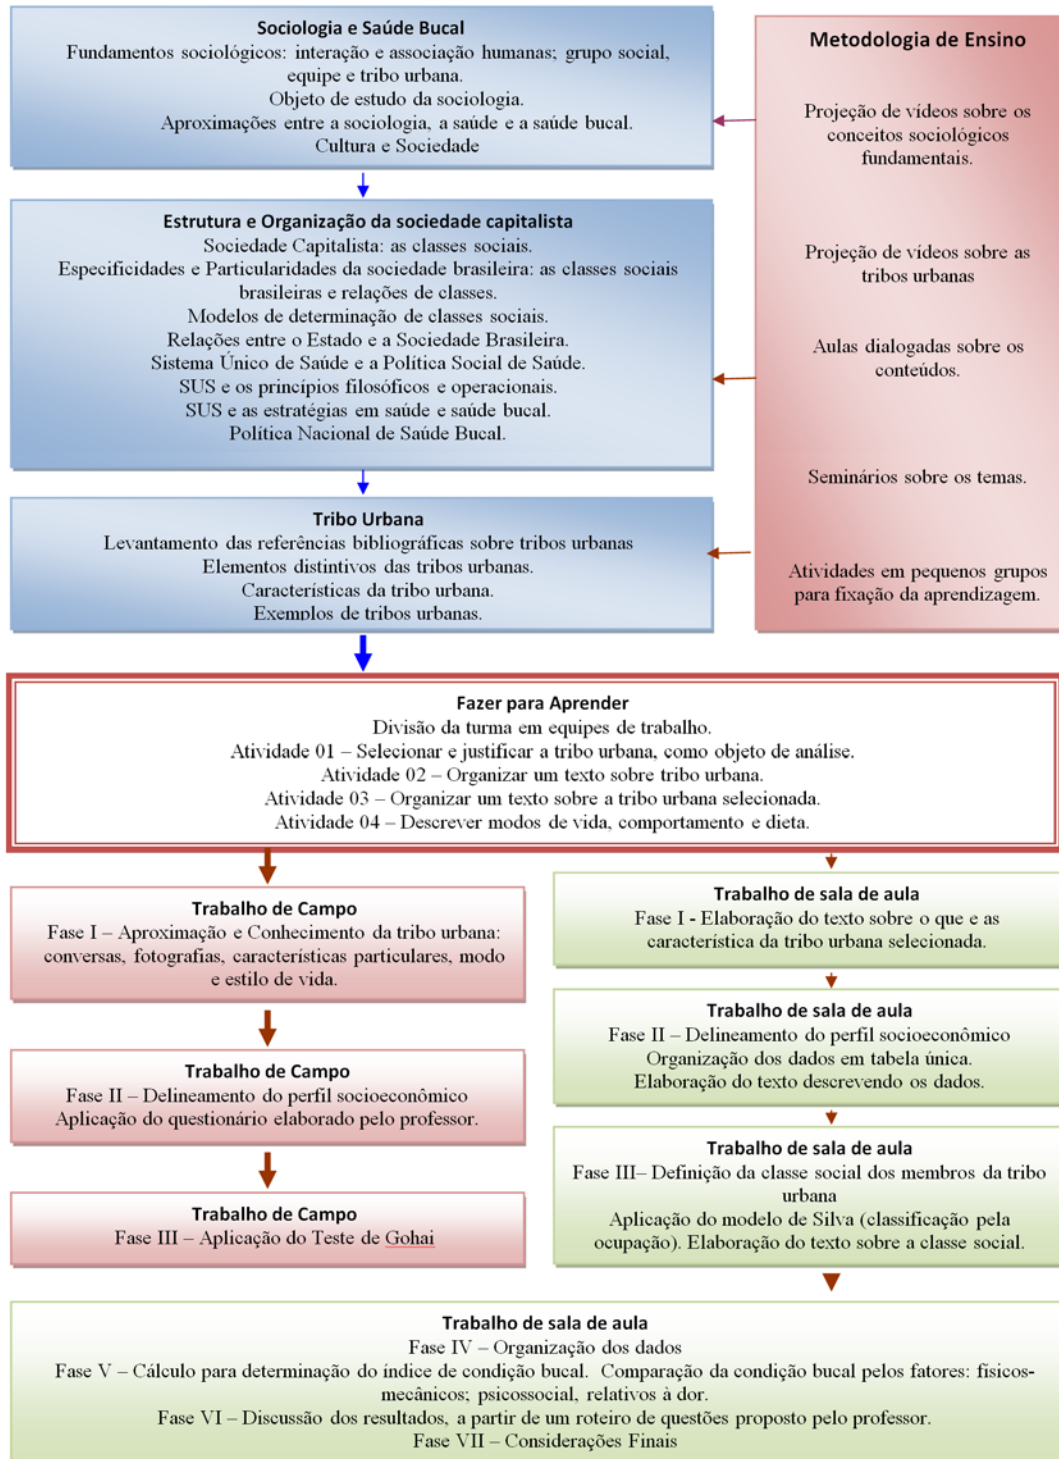 Sociologia e Saúde Bucal
Fundamentos sociológicos: interação e associação humanas; grupo social,
equipe e tribo urbana.
Objeto de estudo da sociologia.
Aproximações entre a sociologia, a saúde e a saúde bucal.
Cultura e Sociedade
Metodologia de Ensino
Projeção de vídeos sobre os
conceitos sociológicos
fundamentais.
Projeção de vídeos sobre as
tribos urbanas
Aulas dialogadas sobre os
conteúdos.
Seminários sobre os temas.
Atividades em pequenos grupos
para fixação da aprendizagem.
Estrutura e Organização da sociedade capitalista
Sociedade Capitalista: as classes sociais.
Especificidades e Particularidades da sociedade brasileira: as classes sociais
brasileiras e relações de classes.
Modelos de determinação de classes sociais.
Relações entre o Estado e a Sociedade Brasileira.
Sistema Único de Saúde e a Política Social de Saúde.
SUS e os princípios filosóficos e operacionais.
SUS e as estratégias em saúde e saúde bucal.
Política Nacional de Saúde Bucal.
Tribo Urbana
Levantamento das referências bibliográficas sobre tribos urbanas
Elementos distintivos das tribos urbanas.
Características da tribo urbana.
Exemplos de tribos urbanas.
Fazer para Aprender
Divisão da turma em equipes de trabalho.
Atividade 01 – Selecionar e justificar a tribo urbana, como objeto de análise.
Atividade 02 – Organizar um texto sobre tribo urbana.
Atividade 03 – Organizar um texto sobre a tribo urbana selecionada.
Atividade 04 – Descrever modos de vida, comportamento e dieta.
Trabalho de Campo
Fase I – Aproximação e Conhecimento da tribo urbana:
conversas, fotografias, características particulares, modo
e estilo de vida.
Trabalho de Campo
Fase II – Delineamento do perfil socioeconômico
Aplicação do questionário elaborado pelo professor.
Trabalho de Campo
Fase III – Aplicação do Teste de Gohai
Trabalho de sala de aula
Fase I - Elaboração do texto sobre o que e as
característica da tribo urbana selecionada.
Trabalho de sala de aula
Fase II – Delineamento do perfil socioeconômico
Organização dos dados em tabela única.
Elaboração do texto descrevendo os dados.
Trabalho de sala de aula
Fase III– Definição da classe social dos membros da tribo
urbana
Aplicação do modelo de Silva (classificação pela
ocupação). Elaboração do texto sobre a classe social.
Trabalho de sala de aula
Fase IV – Organização dos dados
Fase V – Cálculo para determinação do índice de condição bucal. Comparação da condição bucal pelos fatores: físicos-
mecânicos; psicossocial, relativos à dor.
Fase VI – Discussão dos resultados, a partir de um roteiro de questões proposto pelo professor.
Fase VII – Considerações Finais